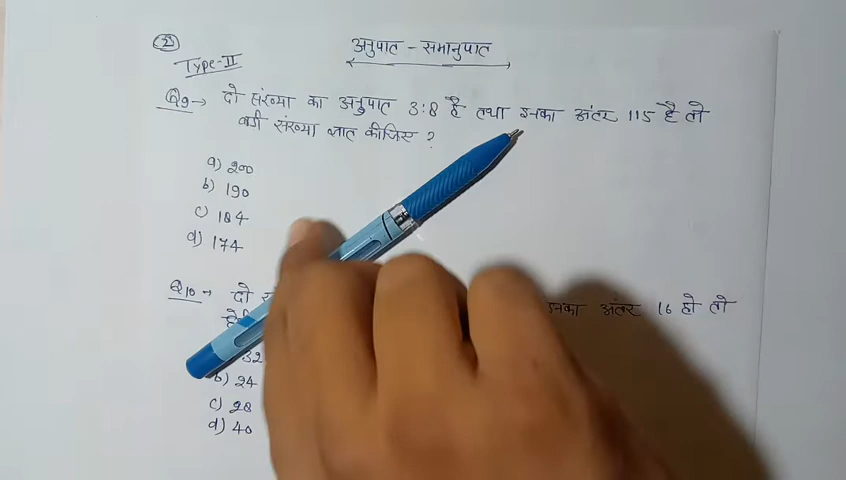 2
अनुपात - समानुपात
Type-II
Q9→ दो संख्या का अनुपात 3:8 है तथा इनका अंतर 115 है तो
बड़ी संख्या ज्ञात कीजिए ?
a) 200
b) 190
c) 184
d) 174
Q10→ दो
इनका अंतर 16 हो तो
32
b) 24
c) 28
d) 40